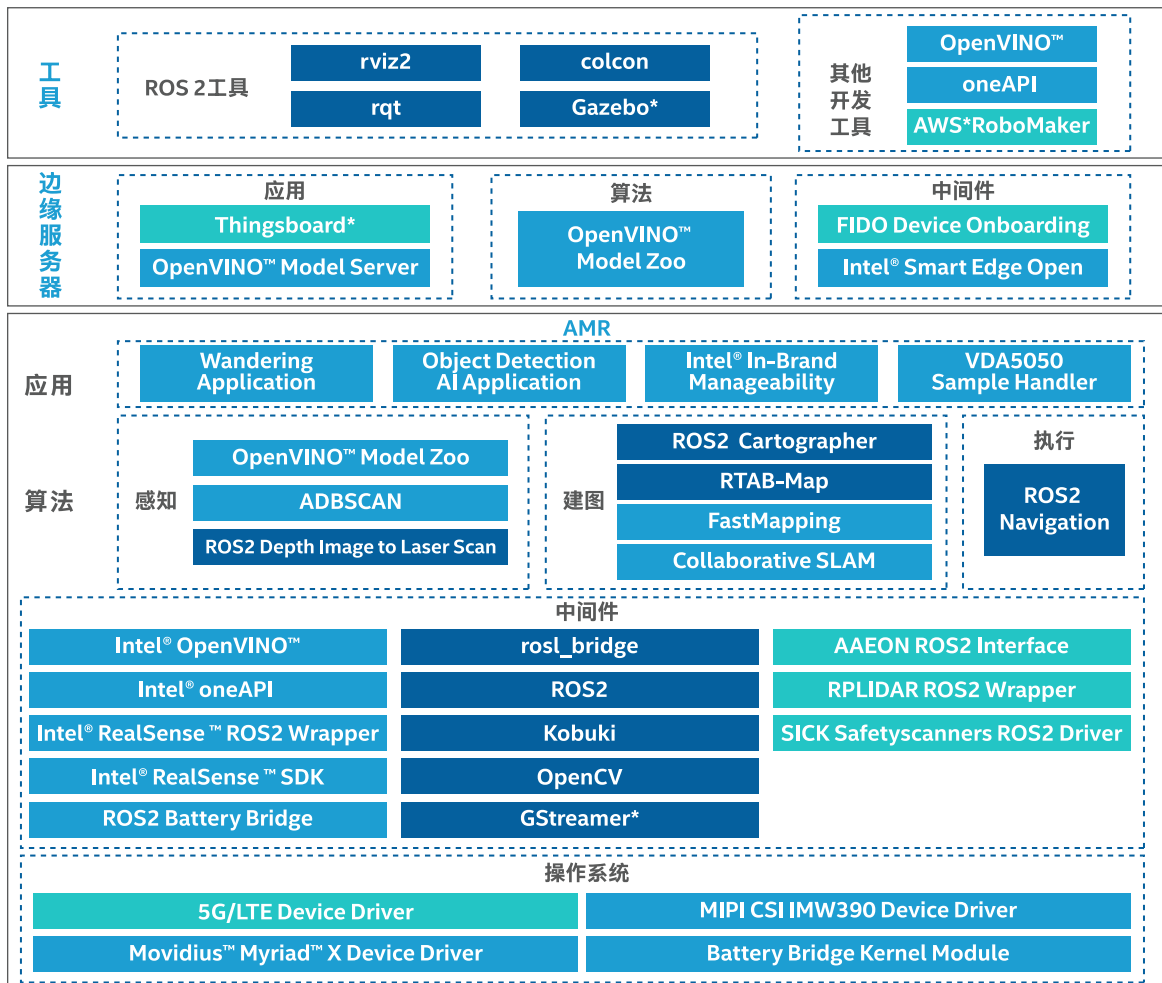 工具
ROS 2工具
rviz2
colcon
rqt
Gazebo*
其他
开发
工具
OpenVINO™
oneAPI
AWS*RoboMaker
边缘服务器
应用
Thingsboard*
OpenVINO™ Model Server
算法
OpenVINO™
Model Zoo
中间件
FIDO Device Onboarding
Intel® Smart Edge Open
AMR
应用
Wandering
Application
Object Detection
AI Application
Intel® In-Brand
Manageability
VDA5050
Sample Handler
算法
感知
OpenVINO™ Model Zoo
ADBSCAN
ROS2 Depth Image to Laser Scan
建图
ROS2 Cartographer
RTAB-Map
FastMapping
Collaborative SLAM
执行
ROS2
Navigation
中间件
Intel® OpenVINO™
Intel® oneAPI
Intel® RealSense ™ ROS2 Wrapper
Intel® RealSense ™ SDK
ROS2 Battery Bridge
rosl_bridge
ROS2
Kobuki
OpenCV
GStreamer*
AAEON ROS2 Interface
RPLIDAR ROS2 Wrapper
SICK Safetyscanners ROS2 Driver
操作系统
5G/LTE Device Driver
MIPI CSI IMW390 Device Driver
Movidius™ Myriad™ X Device Driver
Battery Bridge Kernel Module